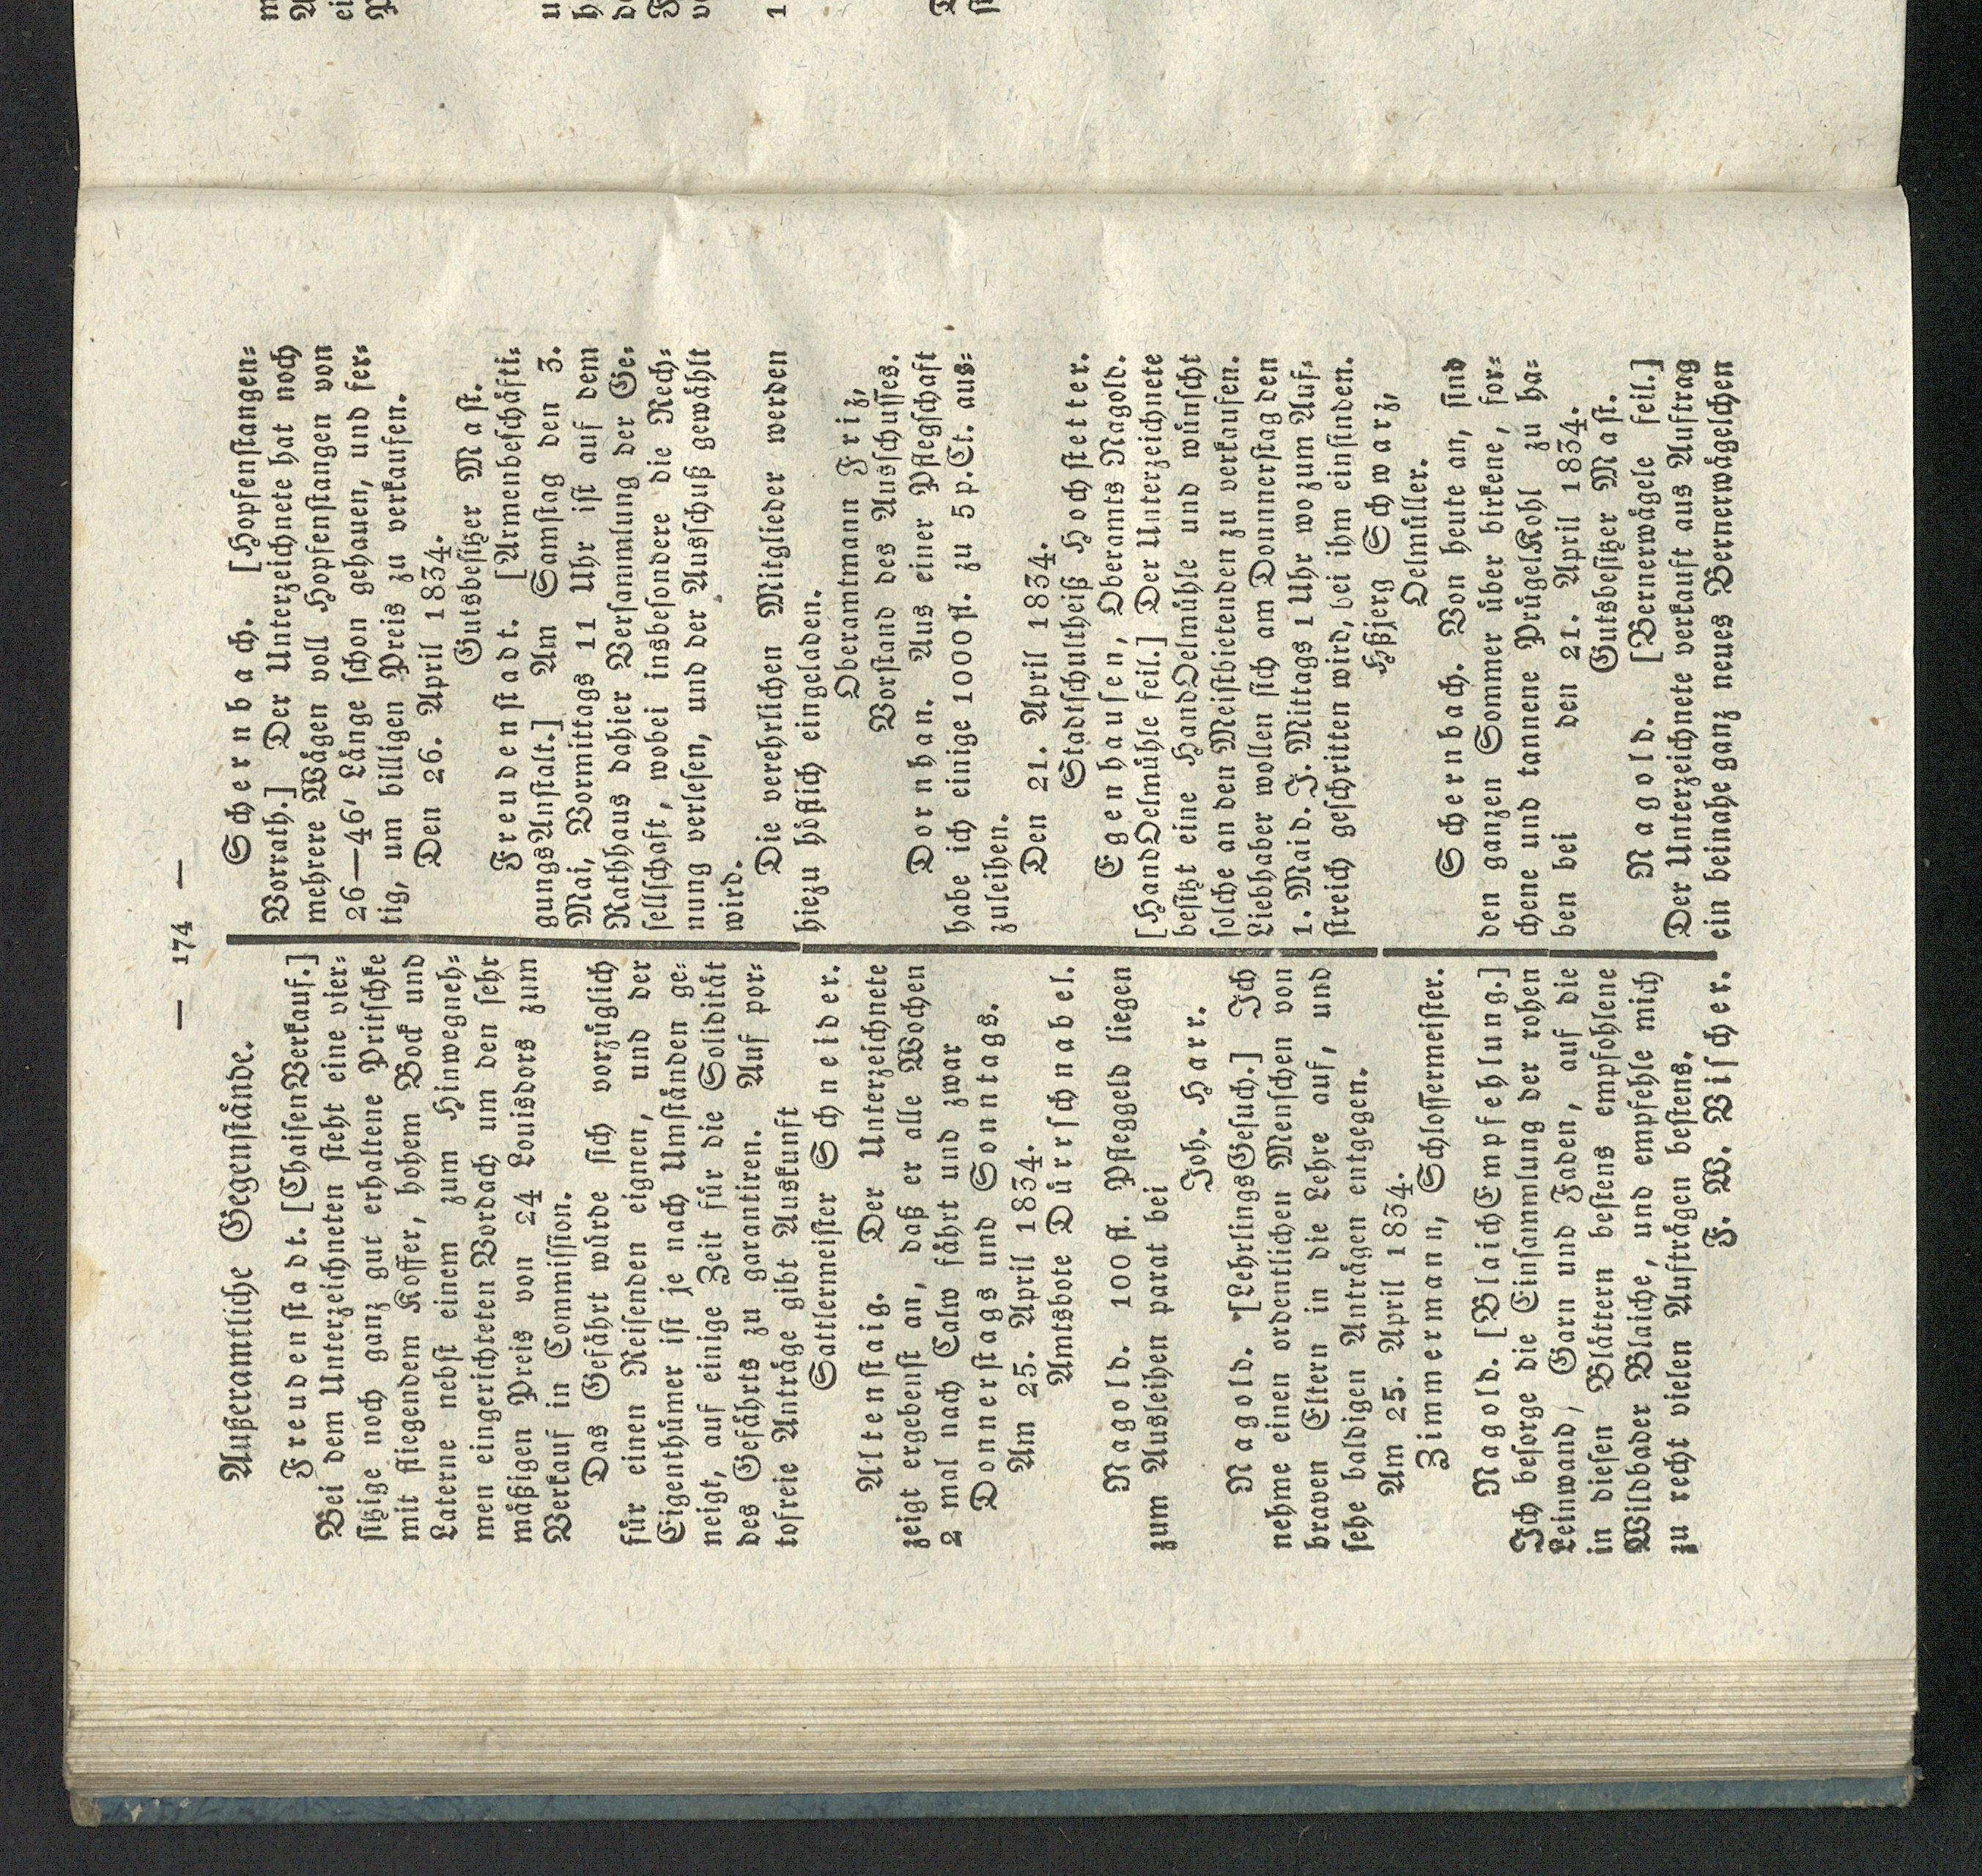 — 174 —
Außeramtliche Gegenstände.
Freudenstadt. [ChaisenVerkauf.]
Bei dem Unterzeichneten steht eine vier-
sitzige noch ganz gut erhaltene Pritschke
mit fliegendem Koffer, hohem Bock und
Laterne nebst einem zum Hinwegneh-
men eingerichteten Vordach um den sehr
mäßigen Preis von 24 Louisdors zum
Verkauf in Commission.
Das Gefährt würde sich vorzüglich
für einen Reisenden eignen, und der
Eigenthümer ist je nach Umständen ge-
neigt, auf einige Zeit für die Solidität
des Gefährts zu garantiren. Auf por-
tofreie Anträge gibt Auskunft
Sattlermeister Schneider.
Altenstaig. Der Unterzeichnete
zeigt ergebenst an, daß er alle Wochen
2 mal nach Calw fährt und zwar
Donnerstags und Sonntags.
Am 25. April 1834.
Amtsbote Dürrschnabel.
Nagold. 100 fl. Pfleggeld liegen
zum Ausleihen parat bei
Joh. Harr.
Nagold. [LehrlingsGesuch.] Ich
nehme einen ordentlichen Menschen von
braven Eltern in die Lehre auf, und
sehe baldigen Anträgen entgegen.
Am 25. April 1834.
Zimmermann, Schlossermeister.
Nagold. [BlaichEmpfehlung.]
Ich besorge die Einsammlung der rohen
Leinwand, Garn und Faden, auf die
in diesen Blättern bestens empfohlene
Wildbader Blaiche, und empfehle mich
zu recht vielen Aufträgen bestens.
F. W. Vischer.
Schernbach. [Hopfenstangen-
Vorrath.] Der Unterzeichnete hat noch
mehrere Wägen voll Hopfenstangen von
26—46' Länge schon gehauen, und fer-
tig, um billigen Preis zu verkaufen.
Den 26. April 1834.
Gutsbesitzer Mast.
Freudenstadt. [Armenbeschäfti-
gungsAnstalt.] Am Samstag den 3.
Mai, Vormittags 11 Uhr ist auf dem
Rathhaus dahier Versammlung der Ge-
sellschaft, wobei insbesondere die Rech-
nung verlesen, und der Ausschuß gewählt
wird.
Die verehrlichen Mitglieder werden
hiezu höflich eingeladen.
Oberamtmann Friz,
Vorstand des Ausschusses.
Dornhan. Aus einer Pflegschaft
habe ich einige 1000 fl. zu 5 p.Ct. aus-
zuleihen.
Den 21. April 1834.
Stadtschultheiß Hochstetter.
Egenhausen, Oberamts Nagold.
[HandOelmühle feil.] Der Unterzeichnete
besitzt eine HandOelmühle und wünscht
solche an den Meistbietenden zu verkaufen.
Liebhaber wollen sich am Donnerstag den
1. Mai d. J. Mittags 1 Uhr wo zum Auf-
streich geschritten wird, bei ihm einfinden.
Hßjerg Schwarz,
Oelmüller.
Schernbach. Von heute an, sind
den ganzen Sommer über birkene, for-
chene und tannene PrügelKohl zu ha-
ben bei den 21. April 1834.
Gutsbesitzer Mast.
Nagold. [Bernerwägele feil.]
Der Unterzeichnete verkauft aus Auftrag
ein beinahe ganz neues Bernerwägelchen